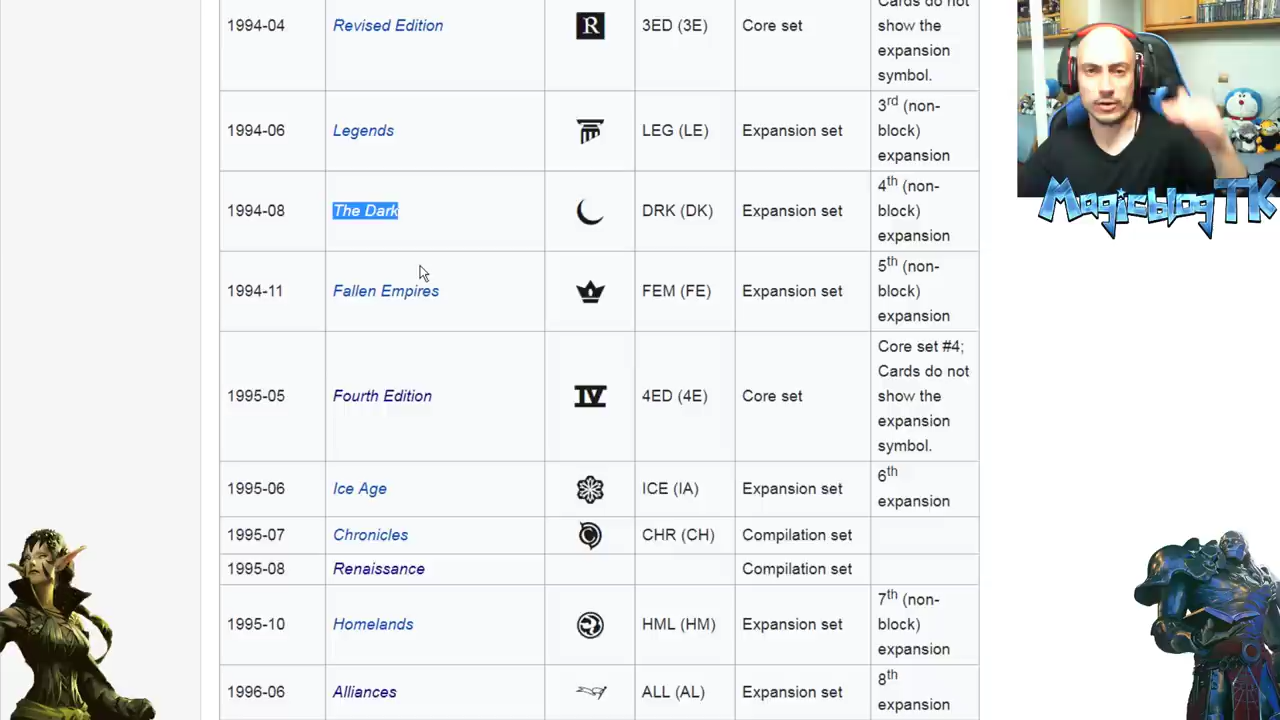 Cards do not
1994-04 Revised Edition R 3ED (3E) Core set show the
expansion
symbol.
3rd (non-
1994-06 Legends LEG (LE) Expansion set block)
expansion
4th (non-
1994-08 The Dark DRK (DK) Expansion set block)
expansion
5th (non-
1994-11 Fallen Empires FEM (FE) Expansion set block)
expansion
Core set #4;
Cards do not
1995-05 Fourth Edition IV 4ED (4E) Core set show the
expansion
symbol.
6th
1995-06 Ice Age ICE (IA) Expansion set
expansion
1995-07 Chronicles CHR (CH) Compilation set
1995-08 Renaissance Compilation set
7th (non-
1995-10 Homelands HML (HM) Expansion set block)
expansion
8th
1996-06 Alliances ALL (AL) Expansion set
expansion
MagicblogTK